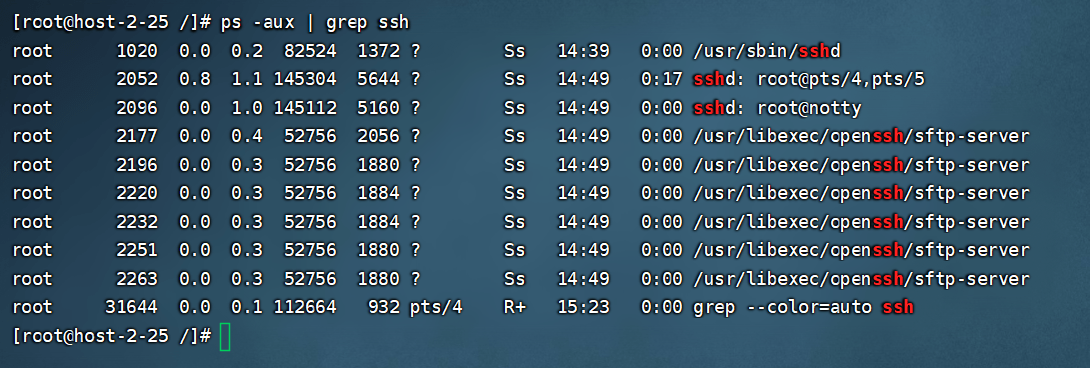 [root@host-2-25 /]# ps -aux | grep ssh
root      1020  0.0  0.2  82524  1372 ?        Ss   14:39   0:00 /usr/sbin/sshd
root      2052  0.8  1.1 145304  5644 ?        Ss   14:49   0:17 sshd: root@pts/4,pts/5
root      2096  0.0  1.0 145112  5160 ?        Ss   14:49   0:00 sshd: root@notty
root      2177  0.0  0.4  52756  2056 ?        Ss   14:49   0:00 /usr/libexec/openssh/sftp-server
root      2196  0.0  0.3  52756  1880 ?        Ss   14:49   0:00 /usr/libexec/openssh/sftp-server
root      2220  0.0  0.3  52756  1884 ?        Ss   14:49   0:00 /usr/libexec/openssh/sftp-server
root      2232  0.0  0.3  52756  1884 ?        Ss   14:49   0:00 /usr/libexec/openssh/sftp-server
root      2251  0.0  0.3  52756  1880 ?        Ss   14:49   0:00 /usr/libexec/openssh/sftp-server
root      2263  0.0  0.3  52756  1880 ?        Ss   14:49   0:00 /usr/libexec/openssh/sftp-server
root     31644  0.0  0.1 112664   932 pts/4    R+   15:23   0:00 grep --color=auto ssh
[root@host-2-25 /]#